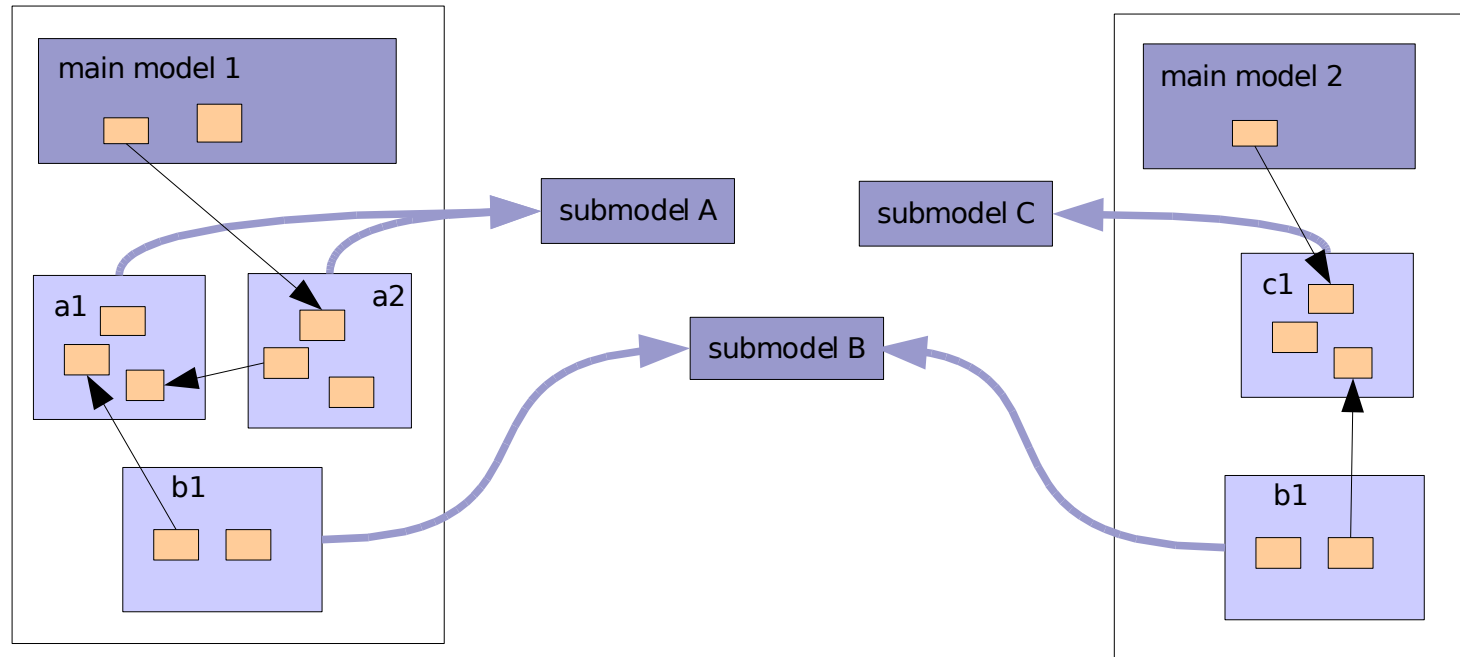 main model 1
main model 2
submodel A
submodel C
a1
a2
c1
submodel B
b1
b1